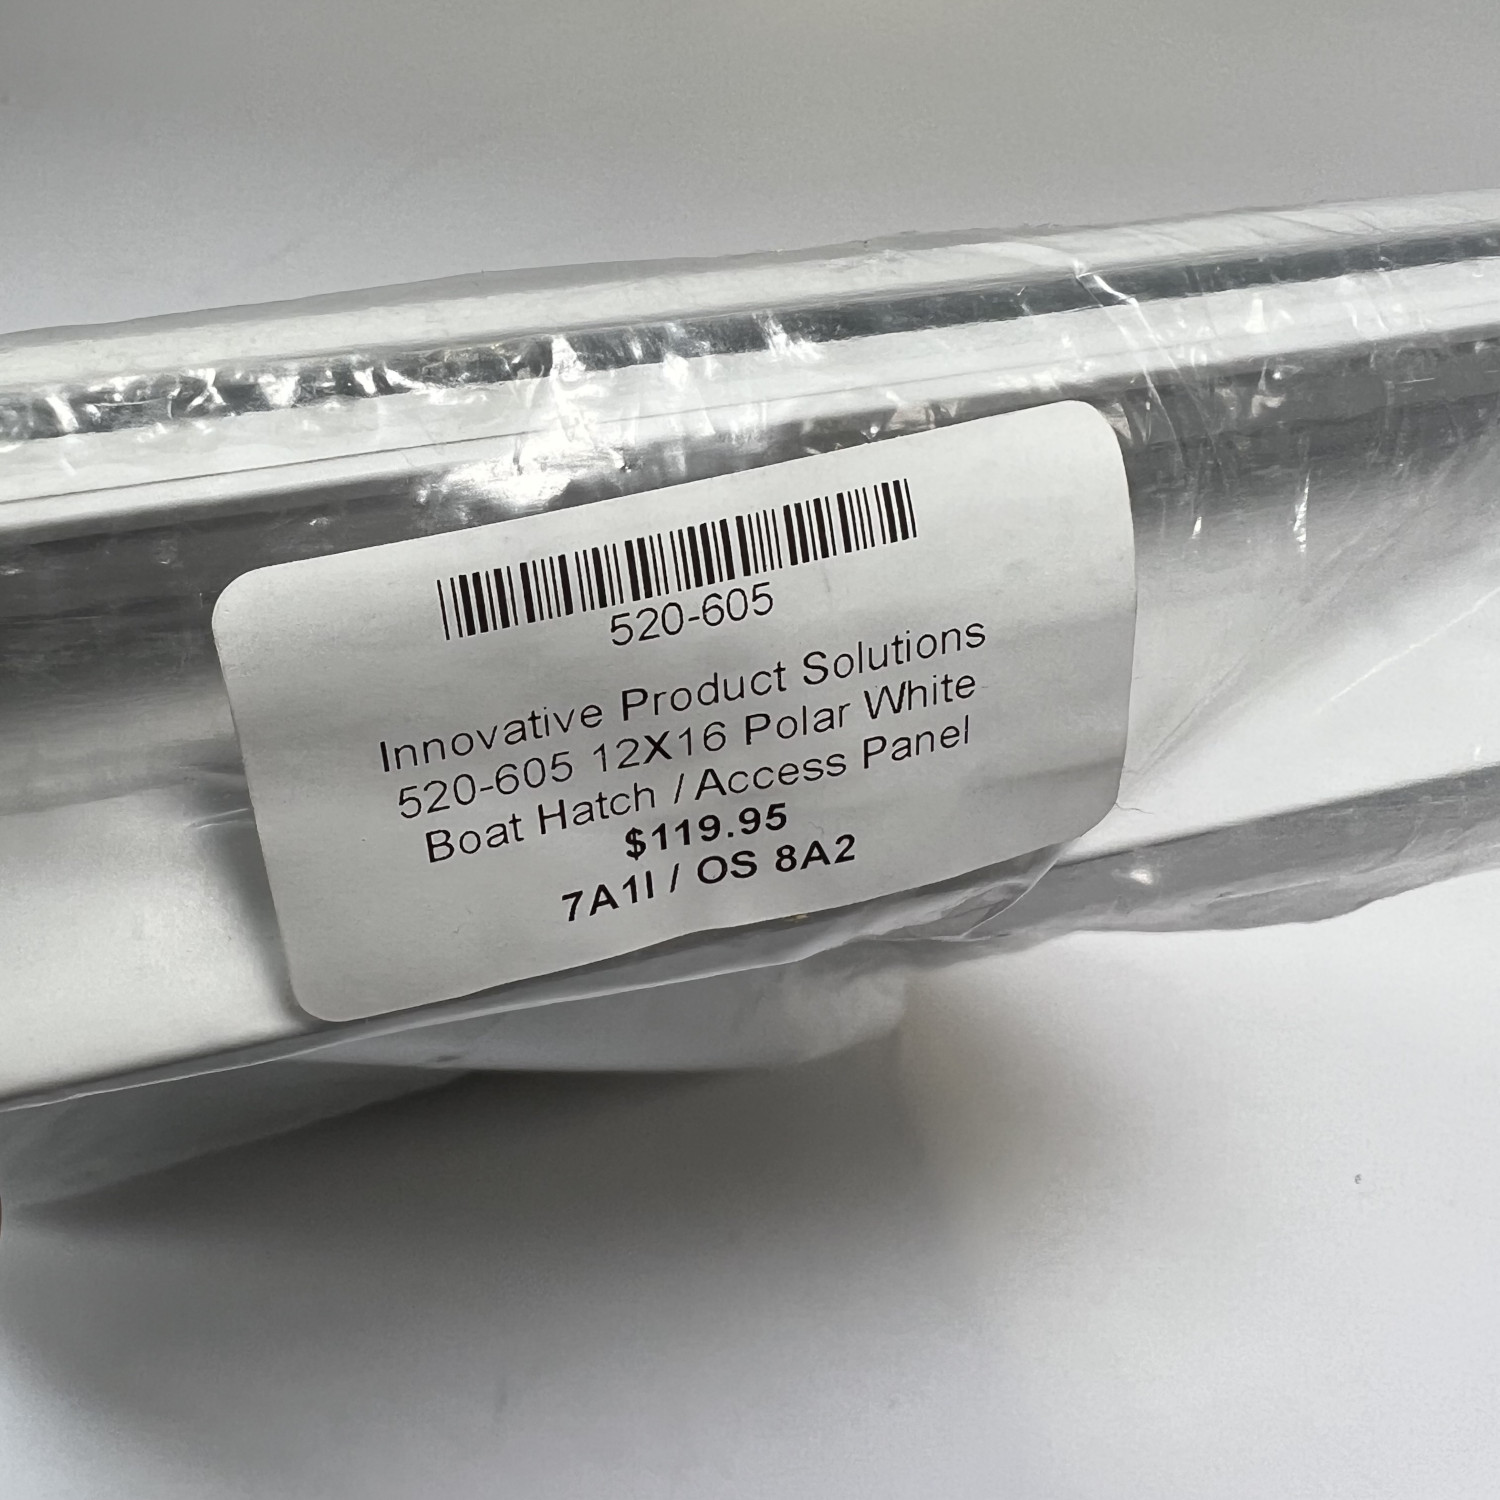 520-605
Innovative Product Solutions
520-605 12X16 Polar White
Boat Hatch / Access Panel
$119.95
7A1I / OS 8A2